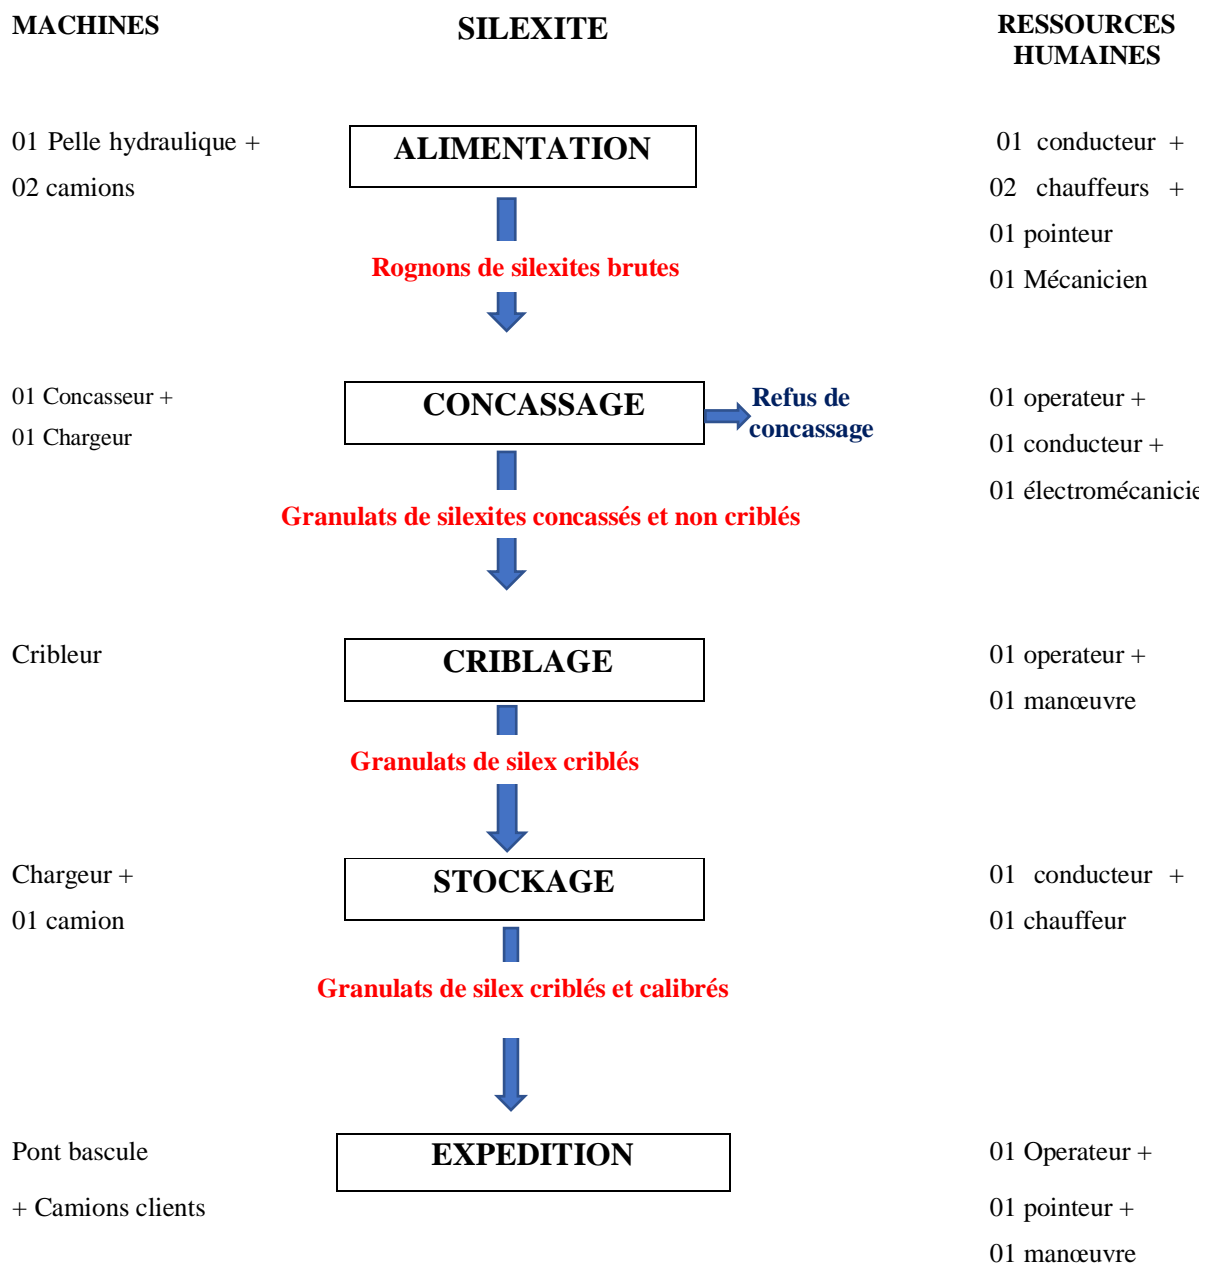 MACHINES
SILEXITE
RESSOURCES
HUMAINES
01 Pelle hydraulique +
02 camions
ALIMENTATION
01 conducteur +
02 chauffeurs +
01 pointeur
01 Mécanicien
Rognons de silexites brutes
01 Concasseur +
01 Chargeur
CONCASSAGE
Refus de
concassage
01 operateur +
01 conducteur +
01 électromécanicie
Granulats de silexites concassés et non criblés
Cribleur
CRIBLAGE
01 operateur +
01 manœuvre
Granulats de silex criblés
Chargeur +
01 camion
STOCKAGE
01 conducteur +
01 chauffeur
Granulats de silex criblés et calibrés
Pont bascule
+ Camions clients
EXPEDITION
01 Operateur +
01 pointeur +
01 manœuvre